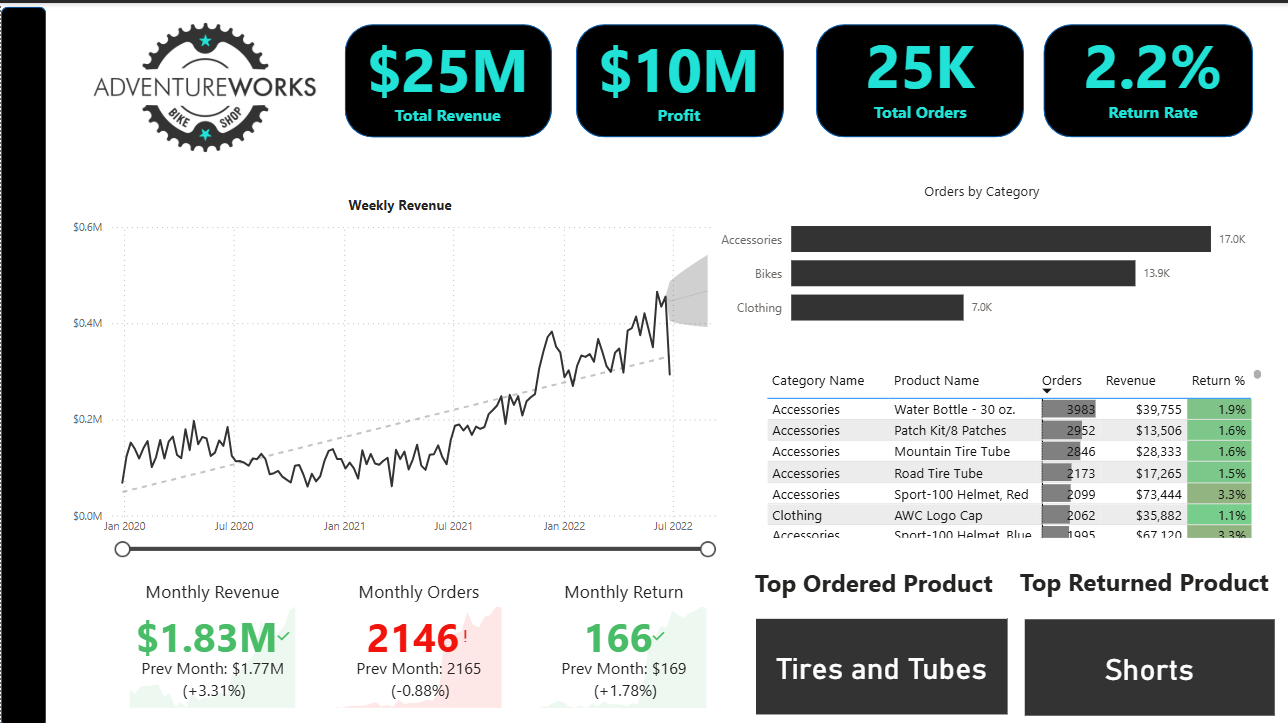 ADVENTUREWORKS
BIKE SHOP
$25M
Total Revenue
$10M
Profit
25K
Total Orders
2.2%
Return Rate
Weekly Revenue
$0.6M
$0.4M
$0.2M
$0.0M
Jan 2020 Jul 2020 Jan 2021 Jul 2021 Jan 2022 Jul 2022
Orders by Category
Accessories 17.0K
Bikes 13.9K
Clothing 7.0K
Category Name Product Name Orders Revenue Return %
Accessories Water Bottle - 30 oz. 3983 $39,755 1.9%
Accessories Patch Kit/8 Patches 2952 $13,506 1.6%
Accessories Mountain Tire Tube 2846 $28,333 1.6%
Accessories Road Tire Tube 2173 $17,265 1.5%
Accessories Sport-100 Helmet, Red 2099 $73,444 3.3%
Clothing AWC Logo Cap 2062 $35,882 1.1%
Accessories Sport-100 Helmet, Blue 1995 $67,120 3.3%
Monthly Revenue
$1.83M
Prev Month: $1.77M
(+3.31%)
Monthly Orders
2146!
Prev Month: 2165
(-0.88%)
Monthly Return
166
Prev Month: $169
(+1.78%)
Top Ordered Product
Tires and Tubes
Top Returned Product
Shorts